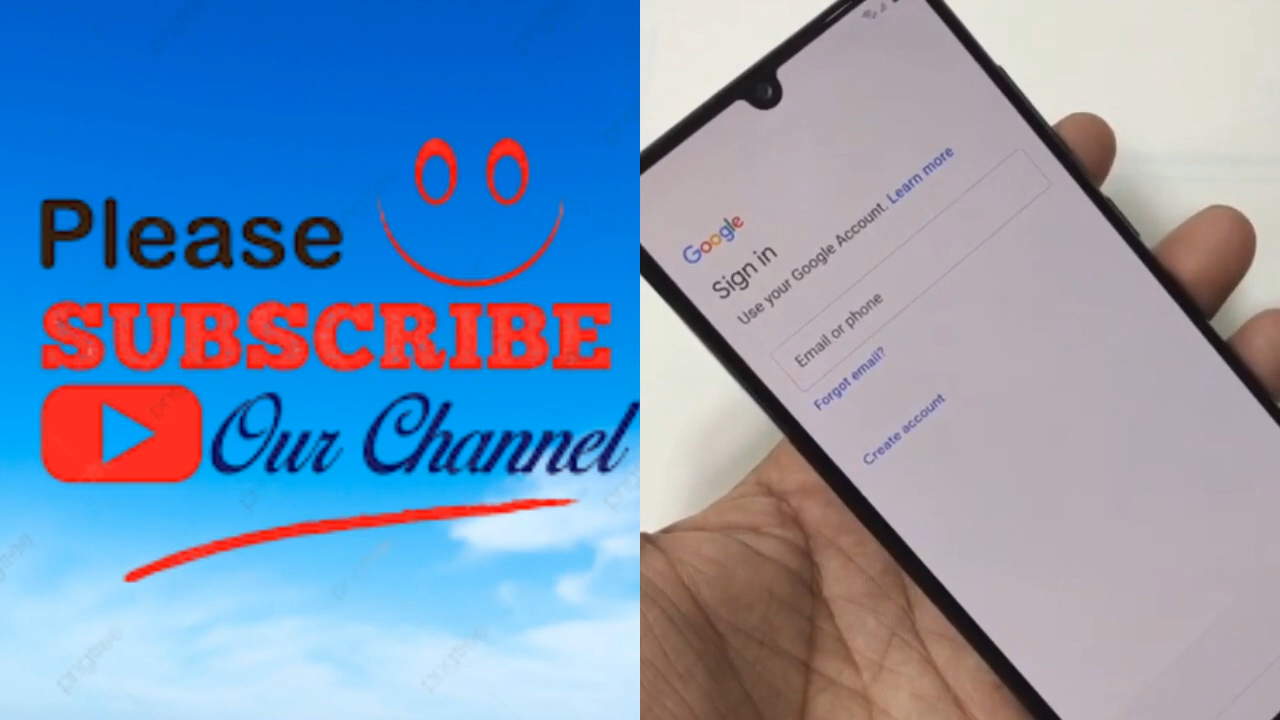 Please
SUBSCRIBE
Our Channel
Google
Sign in
Use your Google Account. Learn more
Email or phone
Forgot email?
Create account